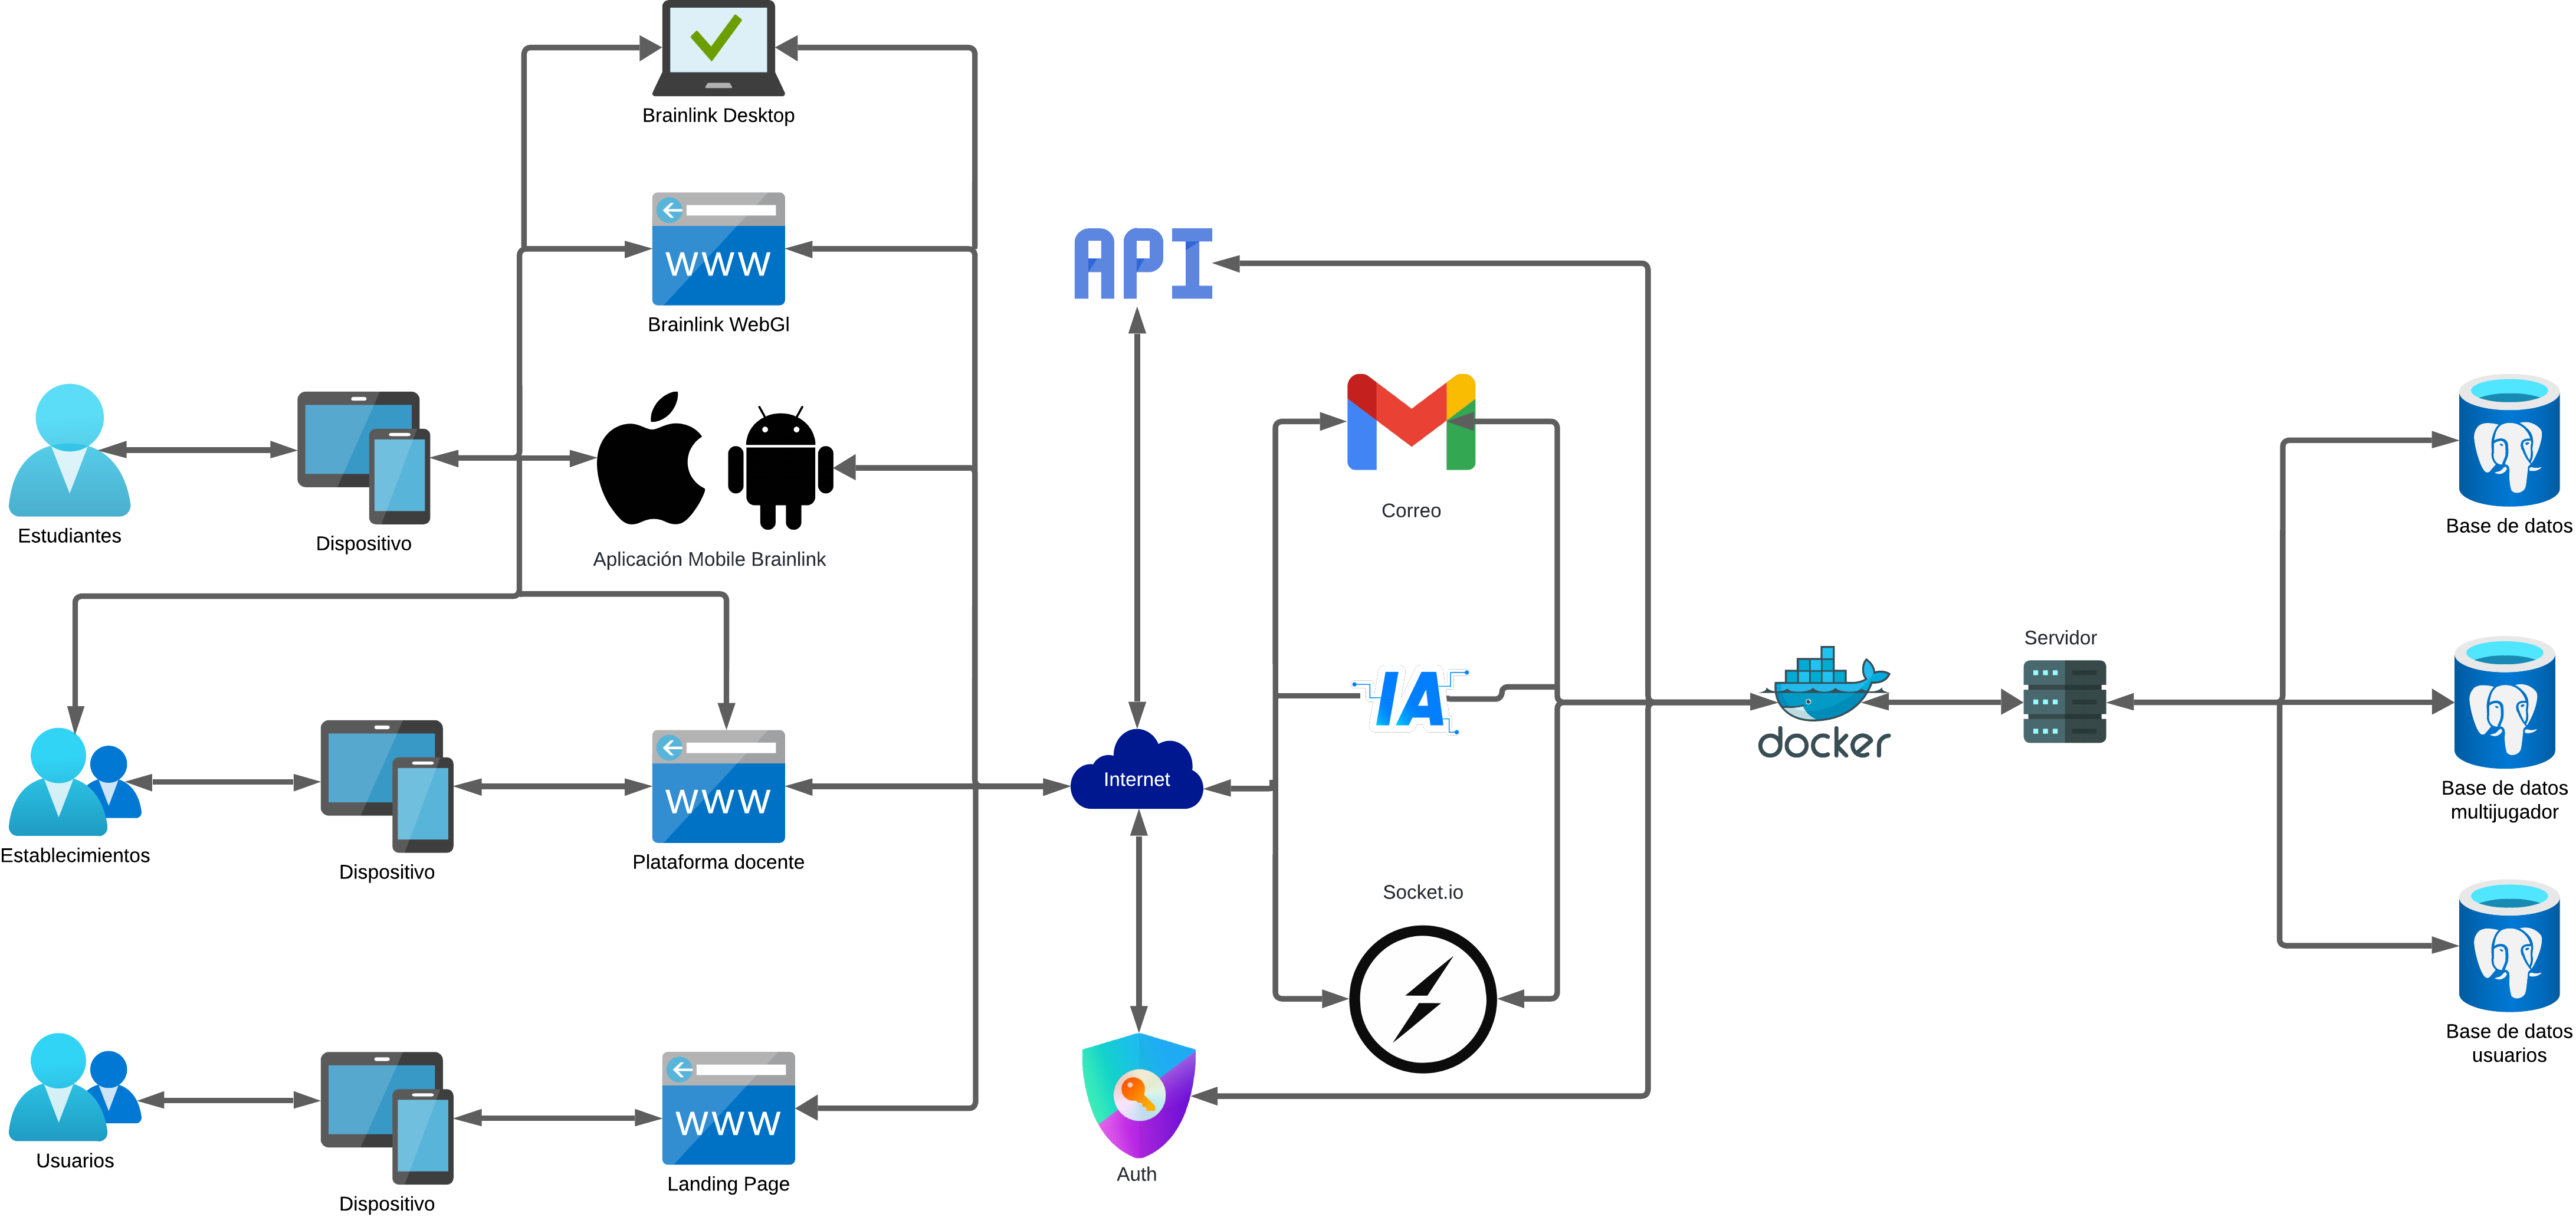 Brainlink Desktop
www
Brainlink WebGl
API
Estudiantes
Dispositivo
Aplicación Mobile Brainlink
Correo
Base de datos
Servidor
IA
docker
Internet
www
Establecimientos
Dispositivo
Plataforma docente
Base de datos
multijugador
Socket.io
Base de datos
usuarios
www
Usuarios
Dispositivo
Landing Page
Auth